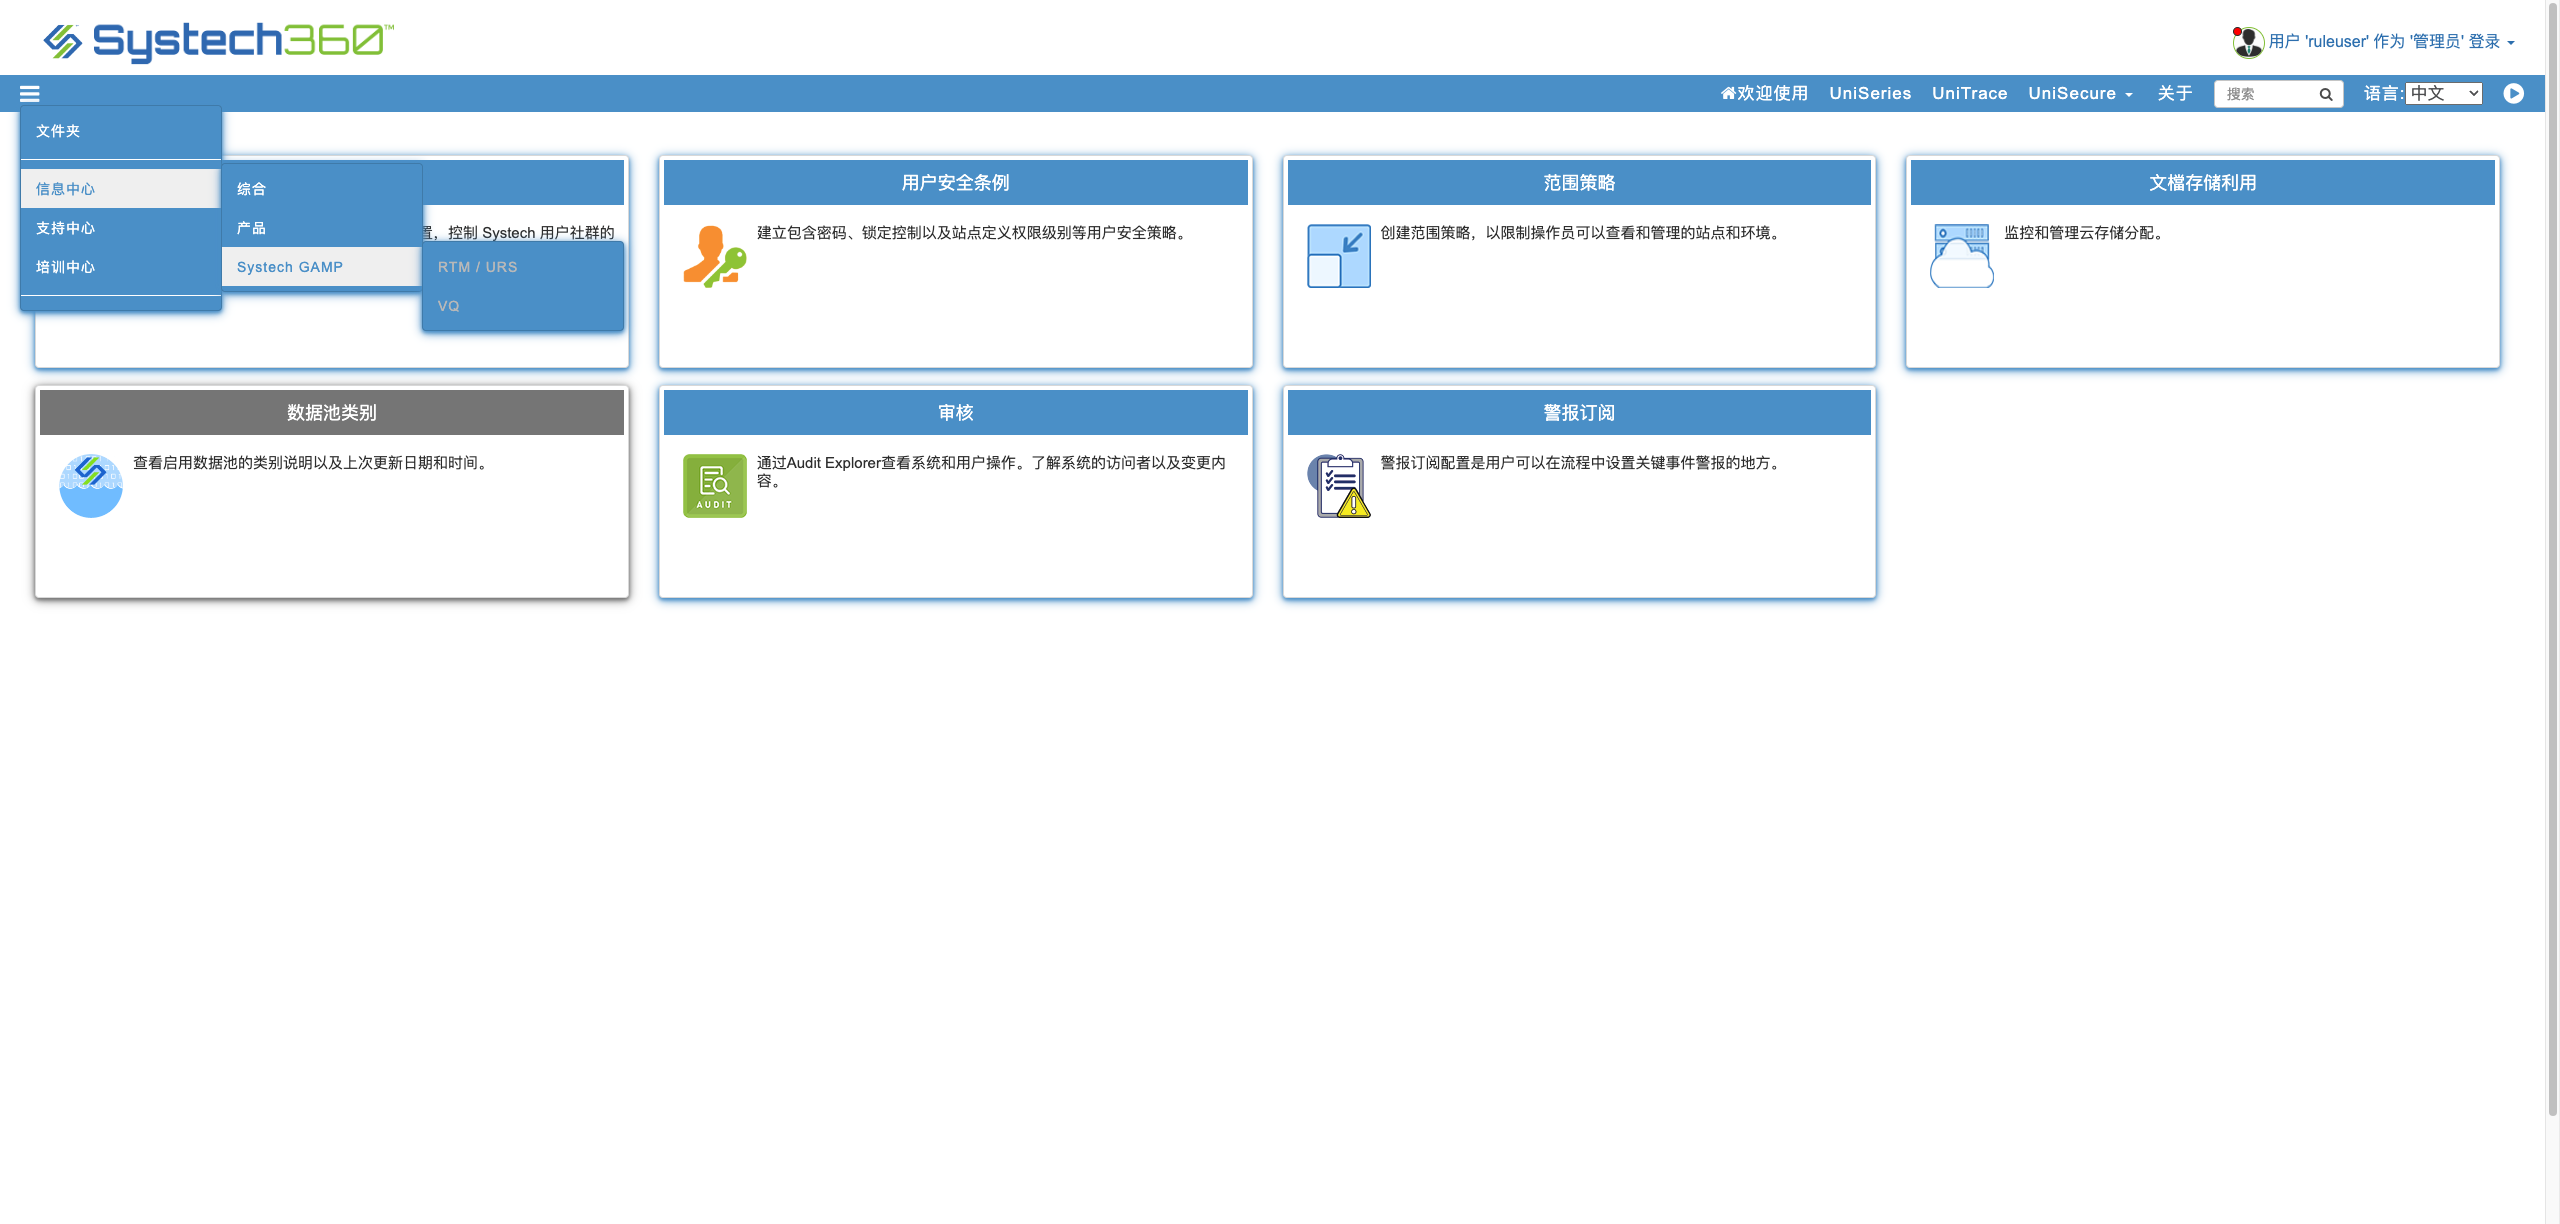 Systech360™
用户 'ruleuser' 作为 '管理员' 登录
欢迎使用 UniSeries UniTrace UniSecure 关于 搜索 语言: 中文
文件夹
信息中心
支持中心
培训中心
综合
产品
Systech GAMP
RTM / URS
VQ
置，控制 Systech 用户社群的
用户安全条例
建立包含密码、锁定控制以及站点定义权限级别等用户安全策略。
范围策略
创建范围策略，以限制操作员可以查看和管理的站点和环境。
文檔存储利用
监控和管理云存储分配。
数据池类别
查看启用数据池的类别说明以及上次更新日期和时间。
审核
AUDIT
通过Audit Explorer查看系统和用户操作。了解系统的访问者以及变更内
容。
警报订阅
警报订阅配置是用户可以在流程中设置关键事件警报的地方。